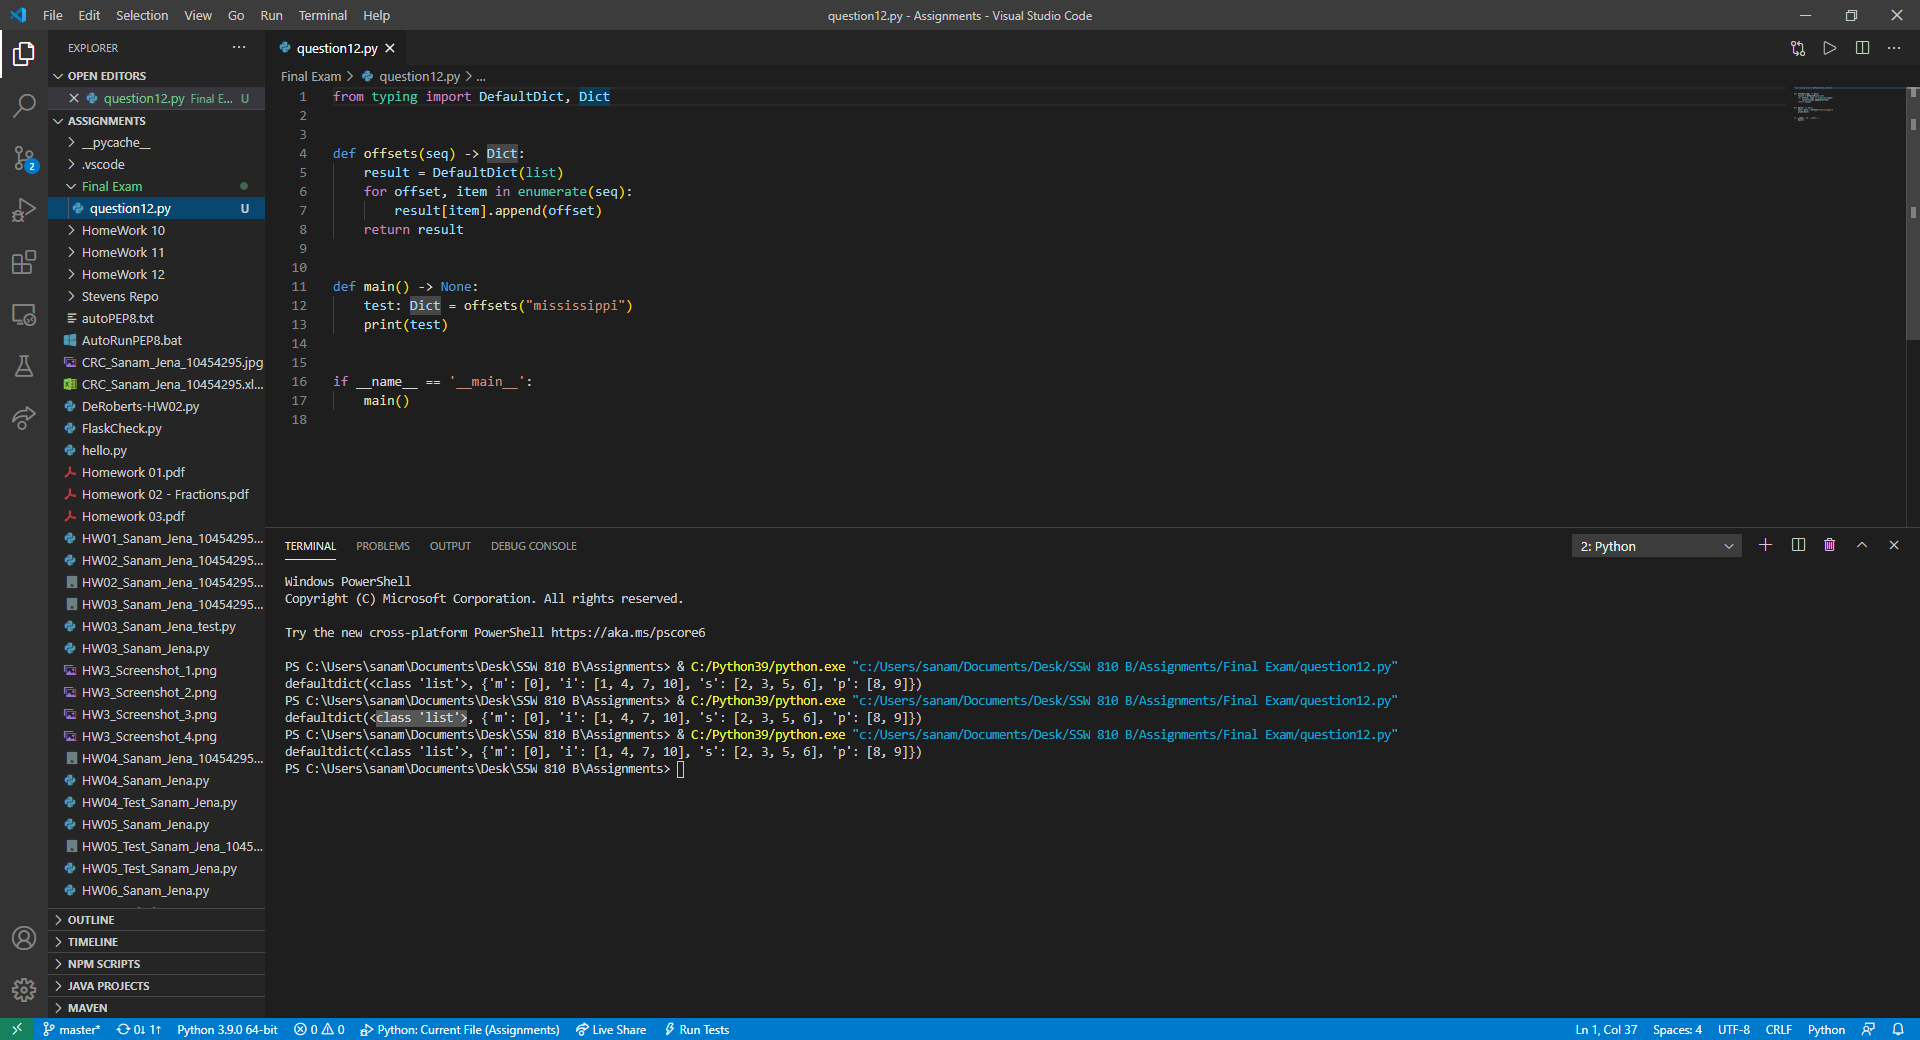 File Edit Selection View Go Run Terminal Help
question12.py - Assignments - Visual Studio Code
EXPLORER
OPEN EDITORS
question12.py Final E... U
ASSIGNMENTS
__pycache__
.vscode
Final Exam
question12.py U
HomeWork 10
HomeWork 11
HomeWork 12
Stevens Repo
autoPEP8.txt
AutoRunPEP8.bat
CRC_Sanam_Jena_10454295.jpg
CRC_Sanam_Jena_10454295.xl...
DeRoberts-HW02.py
FlaskCheck.py
hello.py
Homework 01.pdf
Homework 02 - Fractions.pdf
Homework 03.pdf
HW01_Sanam_Jena_10454295...
HW02_Sanam_Jena_10454295...
HW02_Sanam_Jena_10454295...
HW03_Sanam_Jena_10454295...
HW03_Sanam_Jena_test.py
HW03_Sanam_Jena.py
HW3_Screenshot_1.png
HW3_Screenshot_2.png
HW3_Screenshot_3.png
HW3_Screenshot_4.png
HW04_Sanam_Jena_10454295...
HW04_Sanam_Jena.py
HW04_Test_Sanam_Jena.py
HW05_Sanam_Jena.py
HW05_Test_Sanam_Jena_1045...
HW05_Test_Sanam_Jena.py
HW06_Sanam_Jena.py
OUTLINE
TIMELINE
NPM SCRIPTS
JAVA PROJECTS
MAVEN
2
question12.py
Final Exam > question12.py > ...
1 from typing import DefaultDict, Dict
2
3
4 def offsets(seq) -> Dict:
5     result = DefaultDict(list)
6     for offset, item in enumerate(seq):
7         result[item].append(offset)
8     return result
9
10
11 def main() -> None:
12     test: Dict = offsets("mississippi")
13     print(test)
14
15
16 if __name__ == '__main__':
17     main()
18
TERMINAL PROBLEMS OUTPUT DEBUG CONSOLE
2: Python
Windows PowerShell
Copyright (C) Microsoft Corporation. All rights reserved.
Try the new cross-platform PowerShell https://aka.ms/pscore6
PS C:\Users\sanam\Documents\Desk\SSW 810 B\Assignments> & C:/Python39/python.exe "c:/Users/sanam/Documents/Desk/SSW 810 B/Assignments/Final Exam/question12.py"
defaultdict(<class 'list'>, {'m': [0], 'i': [1, 4, 7, 10], 's': [2, 3, 5, 6], 'p': [8, 9]})
PS C:\Users\sanam\Documents\Desk\SSW 810 B\Assignments> & C:/Python39/python.exe "c:/Users/sanam/Documents/Desk/SSW 810 B/Assignments/Final Exam/question12.py"
defaultdict(<class 'list'>, {'m': [0], 'i': [1, 4, 7, 10], 's': [2, 3, 5, 6], 'p': [8, 9]})
PS C:\Users\sanam\Documents\Desk\SSW 810 B\Assignments> & C:/Python39/python.exe "c:/Users/sanam/Documents/Desk/SSW 810 B/Assignments/Final Exam/question12.py"
defaultdict(<class 'list'>, {'m': [0], 'i': [1, 4, 7, 10], 's': [2, 3, 5, 6], 'p': [8, 9]})
PS C:\Users\sanam\Documents\Desk\SSW 810 B\Assignments>
master* 0↓ 1↑ Python 3.9.0 64-bit 0 0 Python: Current File (Assignments) Live Share Run Tests
Ln 1, Col 37 Spaces: 4 UTF-8 CRLF Python